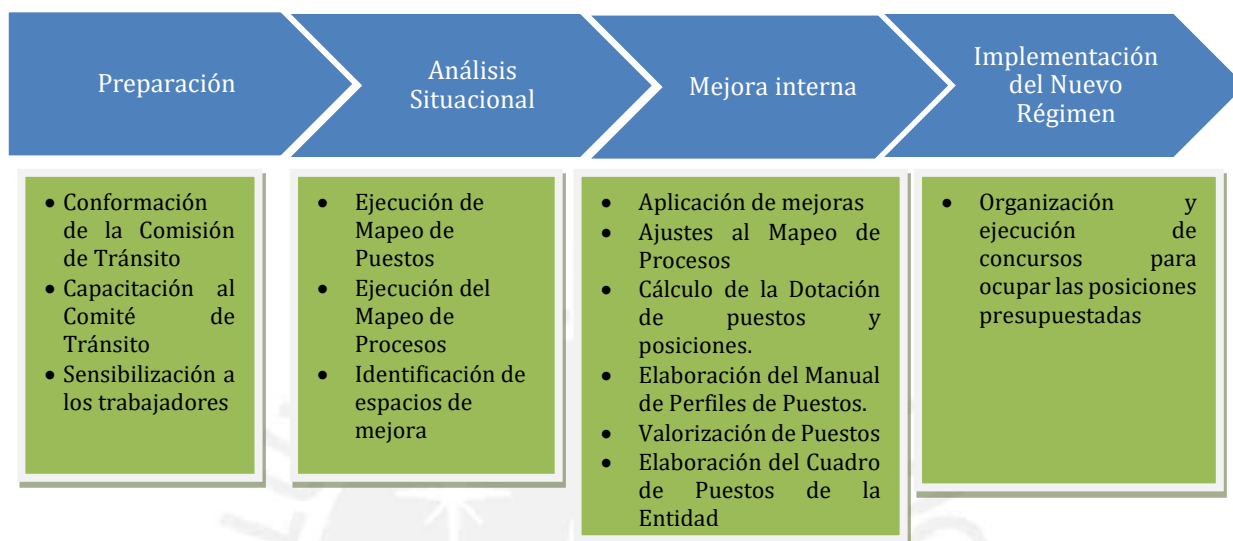 Preparación
Análisis
Situacional
Mejora interna
Implementación
del Nuevo
Régimen
• Conformación
de la Comisión
de Tránsito
• Capacitación al
Comité de
Tránsito
• Sensibilización a
los trabajadores
• Ejecución de
Mapeo de
Puestos
• Ejecución del
Mapeo de
Procesos
• Identificación de
espacios de
mejora
• Aplicación de mejoras
• Ajustes al Mapeo de
Procesos
• Cálculo de la Dotación
de puestos y
posiciones.
• Elaboración del Manual
de Perfiles de Puestos.
• Valorización de Puestos
• Elaboración del Cuadro
de Puestos de la
Entidad
• Organización y
ejecución de
concursos para
ocupar las posiciones
presupuestadas